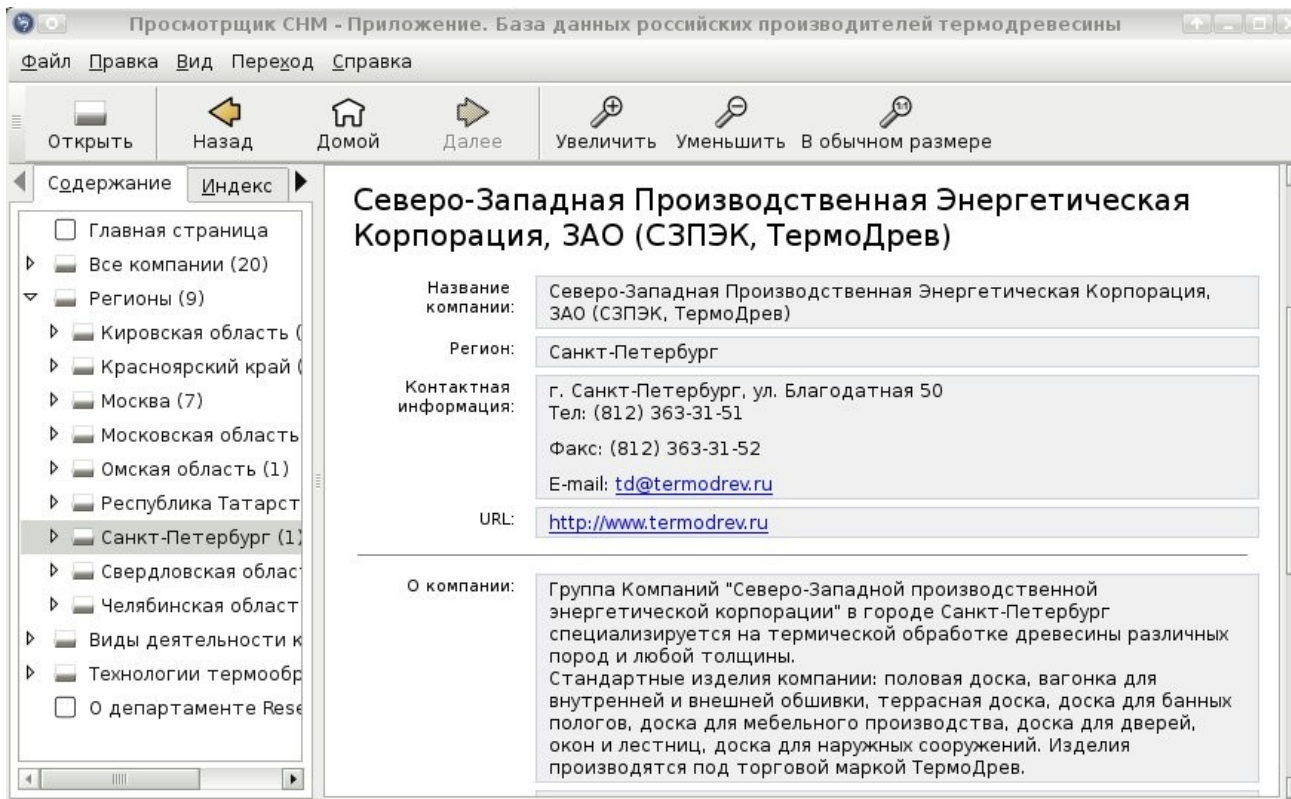 Просмотрщик CHM - Приложение. База данных российских производителей термодревесины
Файл Правка Вид Переход Справка
Открыть Назад Домой Далее Увеличить Уменьшить В обычном размере
Содержание Индекс
Главная страница
Все компании (20)
Регионы (9)
Кировская область (
Красноярский край (
Москва (7)
Московская область
Омская область (1)
Республика Татарст
Санкт-Петербург (1)
Свердловская област
Челябинская област
Виды деятельности к
Технологии термообр
О департаменте Rese
Северо-Западная Производственная Энергетическая
Корпорация, ЗАО (СЗПЭК, ТермоДрев)
Название
компании:
Северо-Западная Производственная Энергетическая Корпорация,
ЗАО (СЗПЭК, ТермоДрев)
Регион:
Санкт-Петербург
Контактная
информация:
г. Санкт-Петербург, ул. Благодатная 50
Тел: (812) 363-31-51
Факс: (812) 363-31-52
E-mail: td@termodrev.ru
URL:
http://www.termodrev.ru
О компании:
Группа Компаний "Северо-Западной производственной
энергетической корпорации" в городе Санкт-Петербург
специализируется на термической обработке древесины различных
пород и любой толщины.
Стандартные изделия компании: половая доска, вагонка для
внутренней и внешней обшивки, террасная доска, доска для банных
пологов, доска для мебельного производства, доска для дверей,
окон и лестниц, доска для наружных сооружений. Изделия
производятся под торговой маркой ТермоДрев.